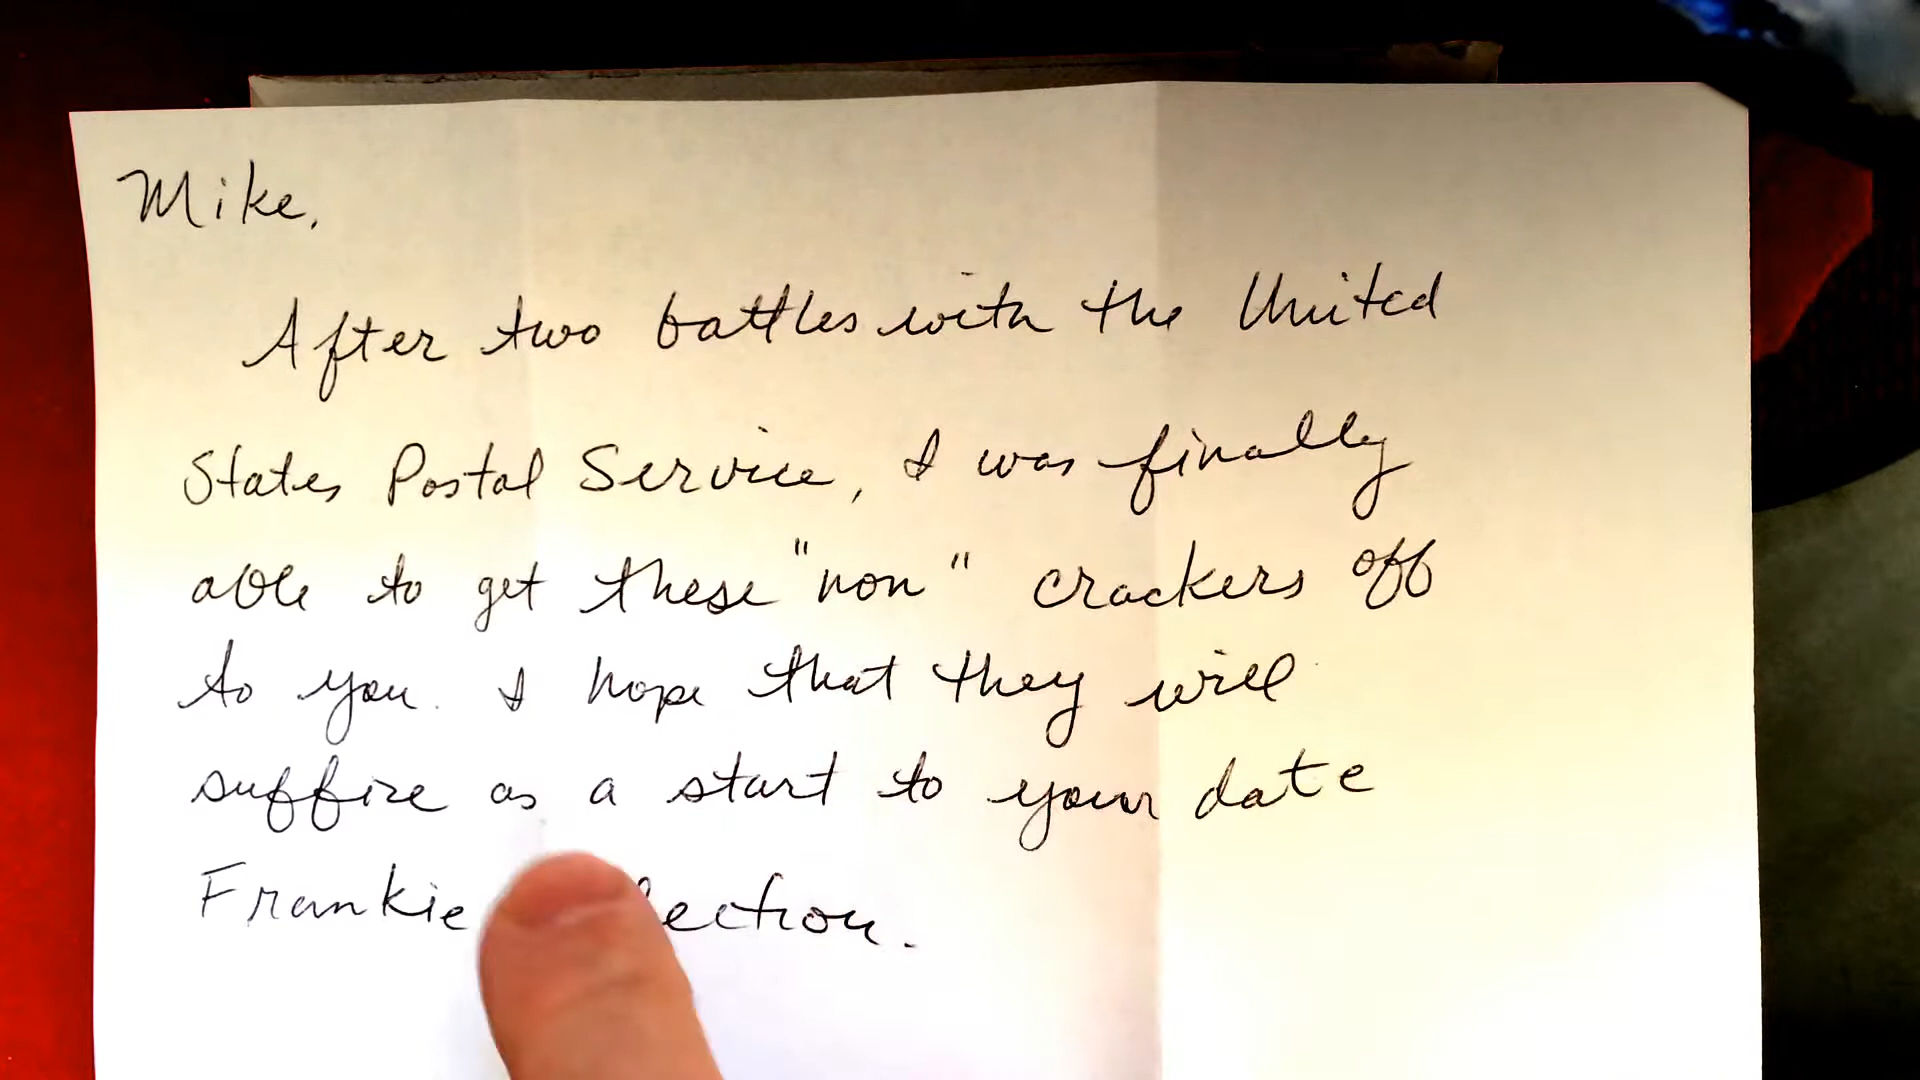 Mike,
After two battles with the United
States Postal Service, I was finally
able to get these "non" crackers off
to you. I hope that they will
suffice as a start to your date
Frankie lection.